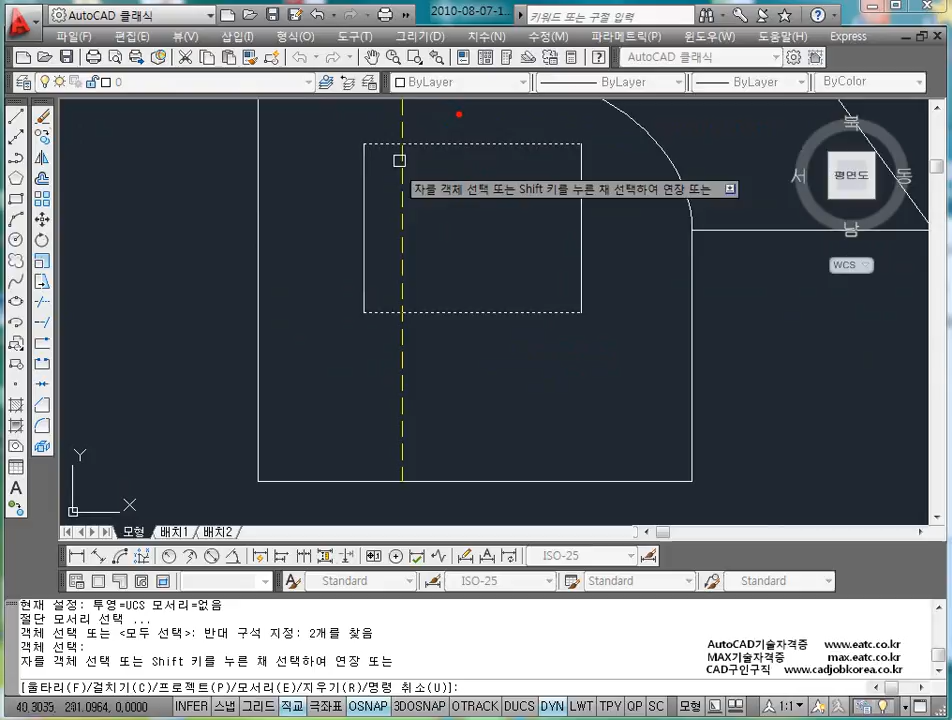 AutoCAD 클래식
2010-08-07-1...
키워드 또는 구절 입력
파일(F) 편집(E) 뷰(V) 삽입(I) 형식(O) 도구(T) 그리기(D) 치수(N) 수정(M) 파라메트릭(P) 윈도우(W) 도움말(H) Express
AutoCAD 클래식
0
ByLayer
ByLayer
ByLayer
ByColor
북
서
평면도
동
남
WCS
자를 객체 선택 또는 Shift 키를 누른 채 선택하여 연장 또는
Y
X
모형 배치1 배치2
ISO-25
Standard
ISO-25
Standard
Standard
현재 설정: 투영=UCS 모서리=없음
절단 모서리 선택 ...
객체 선택 또는 <모두 선택>: 반대 구석 지정: 2개를 찾음
객체 선택:
자를 객체 선택 또는 Shift 키를 누른 채 선택하여 연장 또는
[울타리(F)/걸치기(C)/프로젝트(P)/모서리(E)/지우기(R)/명령 취소(U)]:
AutoCAD기술자격증 www.eatc.co.kr
MAX기술자격증 max.eatc.co.kr
CAD구인구직 www.cadjobkorea.co.kr
INFER 스냅 그리드 직교 극좌표 OSNAP 3DOSNAP OTRACK DUCS DYN LWT TPY QP SC 모형 1:1